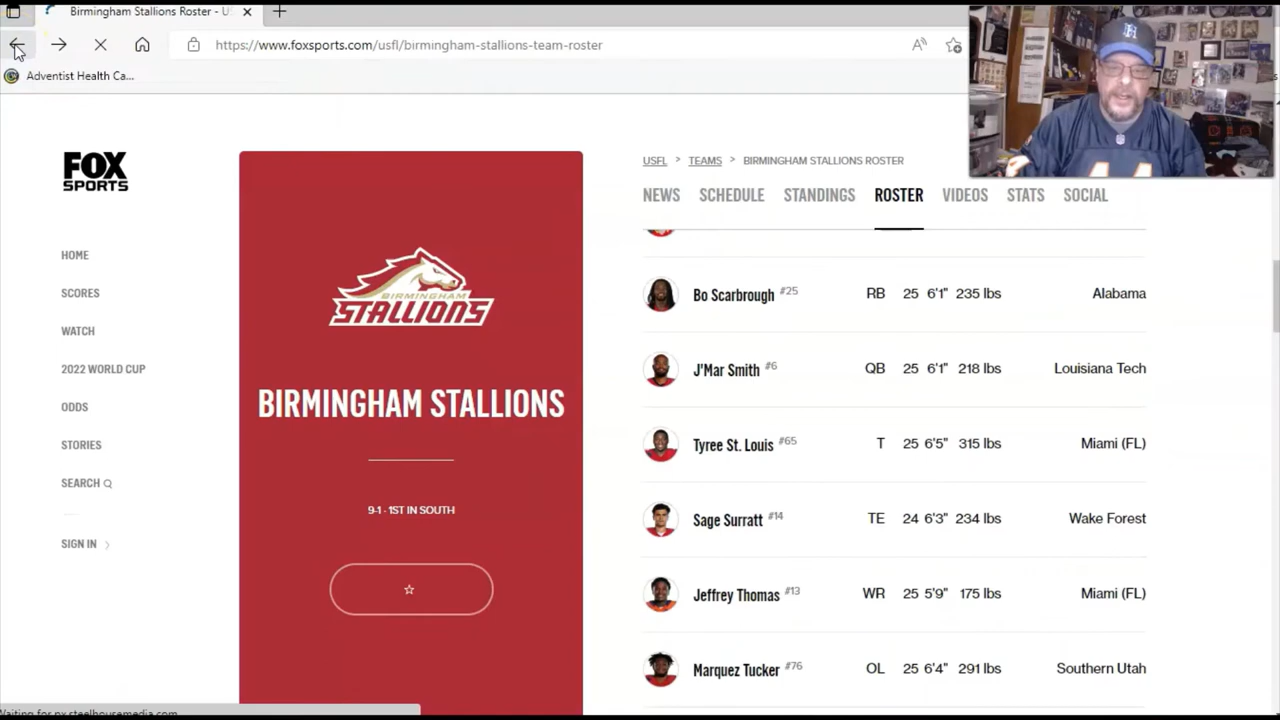 Birmingham Stallions Roster - US
https://www.foxsports.com/usfl/birmingham-stallions-team-roster
Adventist Health Ca...
FOX
SPORTS
HOME
SCORES
WATCH
2022 WORLD CUP
ODDS
STORIES
SEARCH
SIGN IN
BIRMINGHAM
STALLIONS
BIRMINGHAM STALLIONS
9-1 - 1ST IN SOUTH
USFL > TEAMS > BIRMINGHAM STALLIONS ROSTER
NEWS SCHEDULE STANDINGS ROSTER VIDEOS STATS SOCIAL
Bo Scarbrough #25 RB 25 6'1" 235 lbs Alabama
J'Mar Smith #6 QB 25 6'1" 218 lbs Louisiana Tech
Tyree St. Louis #65 T 25 6'5" 315 lbs Miami (FL)
Sage Surratt #14 TE 24 6'3" 234 lbs Wake Forest
Jeffrey Thomas #13 WR 25 5'9" 175 lbs Miami (FL)
Marquez Tucker #76 OL 25 6'4" 291 lbs Southern Utah
Waiting for px.steelhousemedia.com